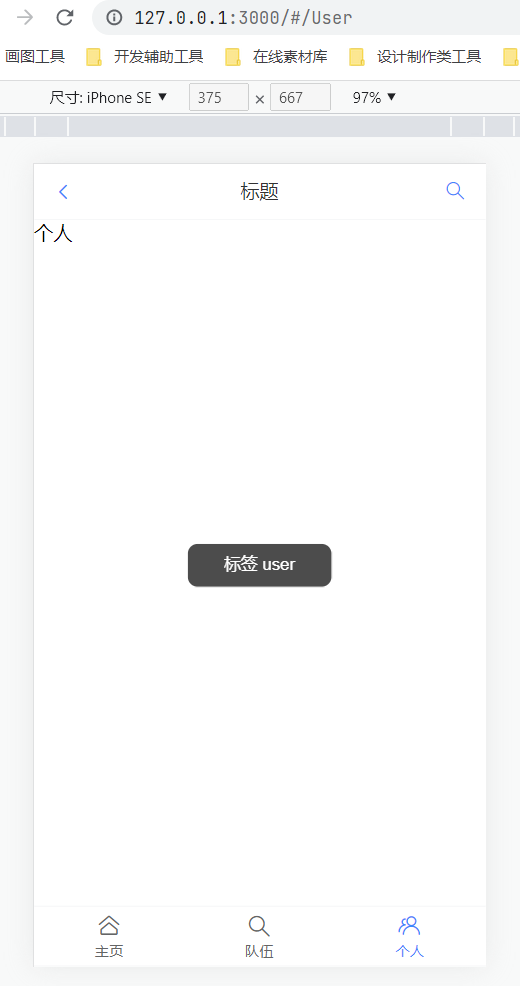 127.0.0.1:3000/#/User
画图工具 开发辅助工具 在线素材库 设计制作类工具
尺寸: iPhone SE ▼ 375 × 667 97% ▼
标题
个人
标签 user
主页 队伍 个人